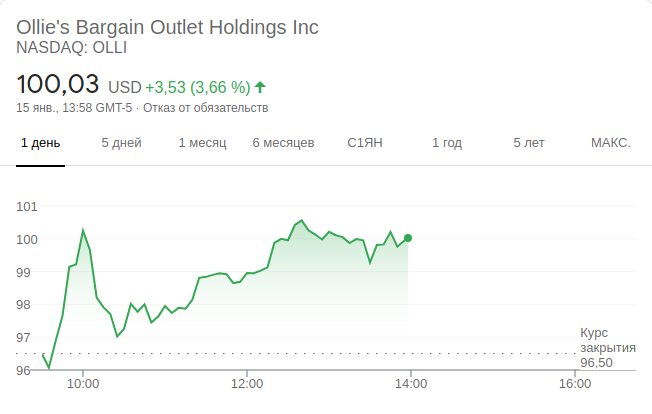 Ollie's Bargain Outlet Holdings Inc
NASDAQ: OLLI
100,03 USD +3,53 (3,66 %)
15 янв., 13:58 GMT-5 · Отказ от обязательств
1 день 5 дней 1 месяц 6 месяцев С1ЯН 1 год 5 лет МАКС.
101
100
99
98
97
96
Курс
закрытия
96,50
10:00 12:00 14:00 16:00